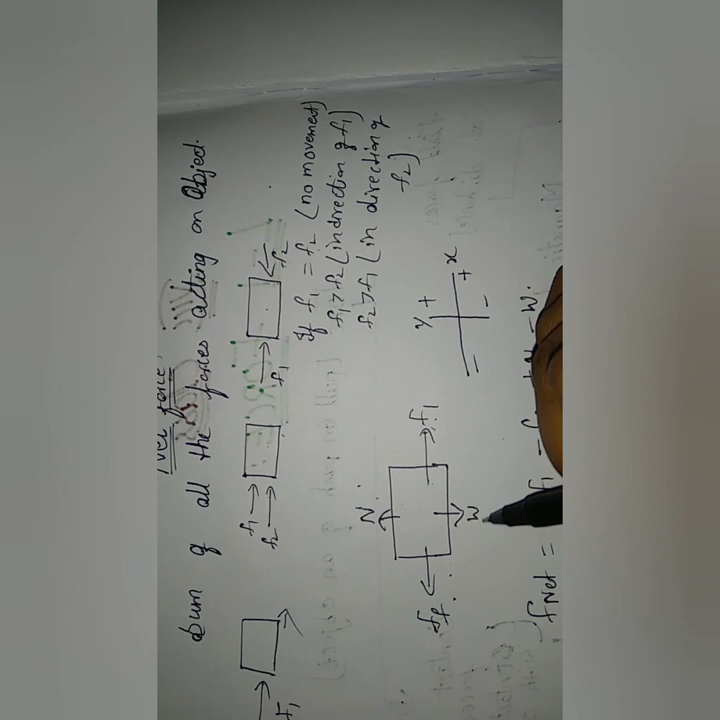 Net force
sum of all the forces acting on Object.
f1
f1
f2
f1
f2
If f1 = f2 (no movement)
f1 > f2 (in direction of f1)
f2 > f1 (in direction of
f2)
N
ff
f1
W
y +
- + x
-
fNet = f1 - f
- W.